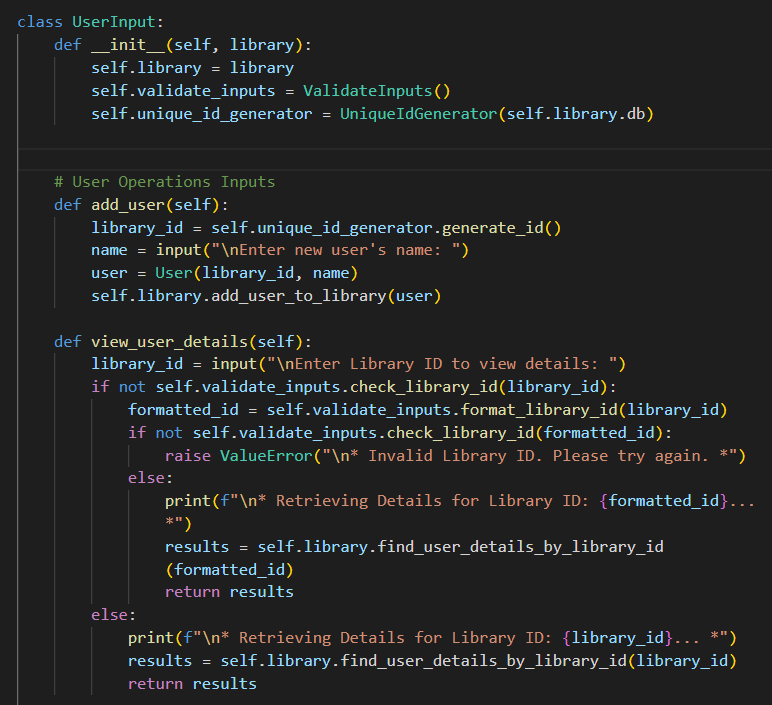 class UserInput:
    def __init__(self, library):
        self.library = library
        self.validate_inputs = ValidateInputs()
        self.unique_id_generator = UniqueIdGenerator(self.library.db)
    # User Operations Inputs
    def add_user(self):
        library_id = self.unique_id_generator.generate_id()
        name = input("\nEnter new user's name: ")
        user = User(library_id, name)
        self.library.add_user_to_library(user)
    def view_user_details(self):
        library_id = input("\nEnter Library ID to view details: ")
        if not self.validate_inputs.check_library_id(library_id):
            formatted_id = self.validate_inputs.format_library_id(library_id)
            if not self.validate_inputs.check_library_id(formatted_id):
                raise ValueError("\n* Invalid Library ID. Please try again. *")
            else:
                print(f"\n* Retrieving Details for Library ID: {formatted_id}...
                *")
                results = self.library.find_user_details_by_library_id
                (formatted_id)
                return results
        else:
            print(f"\n* Retrieving Details for Library ID: {library_id}... *")
            results = self.library.find_user_details_by_library_id(library_id)
            return results